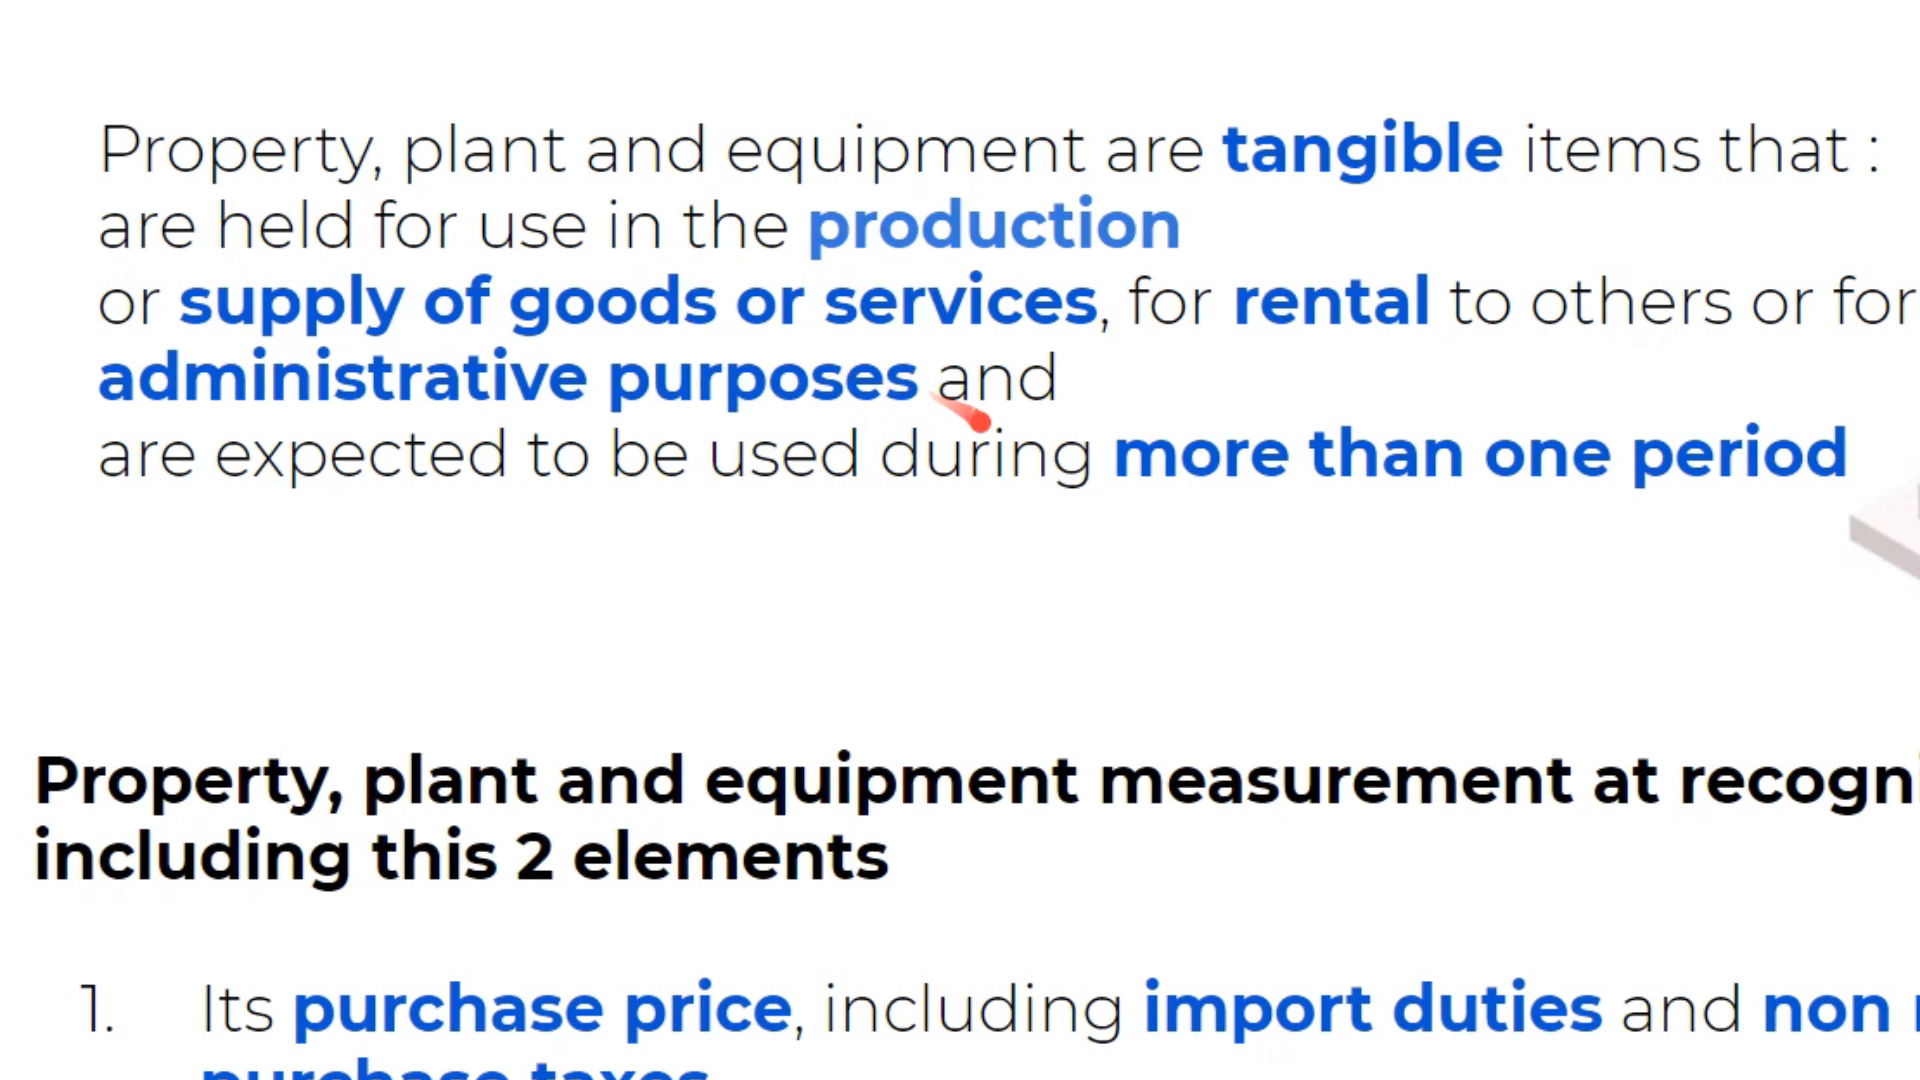 Property, plant and equipment are tangible items that :
are held for use in the production
or supply of goods or services, for rental to others or for
administrative purposes and
are expected to be used during more than one period
Property, plant and equipment measurement at
including this 2 elements
1. Its purchase price, including import duties and non
purchase taxes